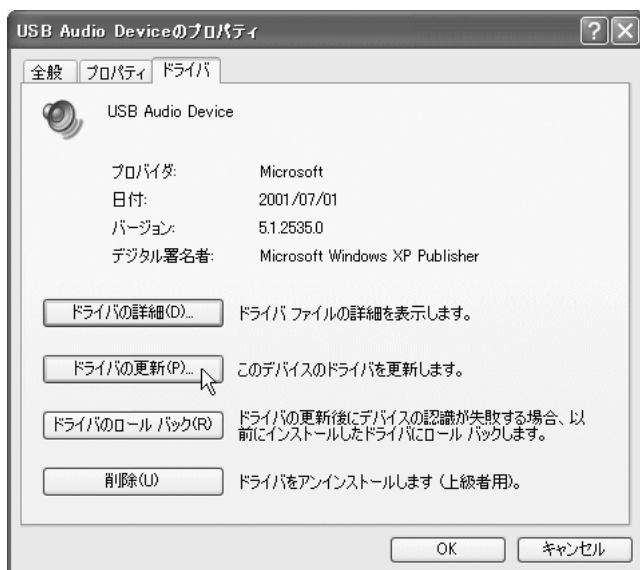 USB Audio Deviceのプロパティ
全般 プロパティ ドライバ
USB Audio Device
プロバイダ: Microsoft
日付: 2001/07/01
バージョン: 5.1.2535.0
デジタル署名者: Microsoft Windows XP Publisher
ドライバの詳細(D)... ドライバ ファイルの詳細を表示します。
ドライバの更新(P)... このデバイスのドライバを更新します。
ドライバのロール バック(R) ドライバの更新後にデバイスの認識が失敗する場合、以
前にインストールしたドライバにロール バックします。
削除(U) ドライバをアンインストールします (上級者用)。
OK キャンセル